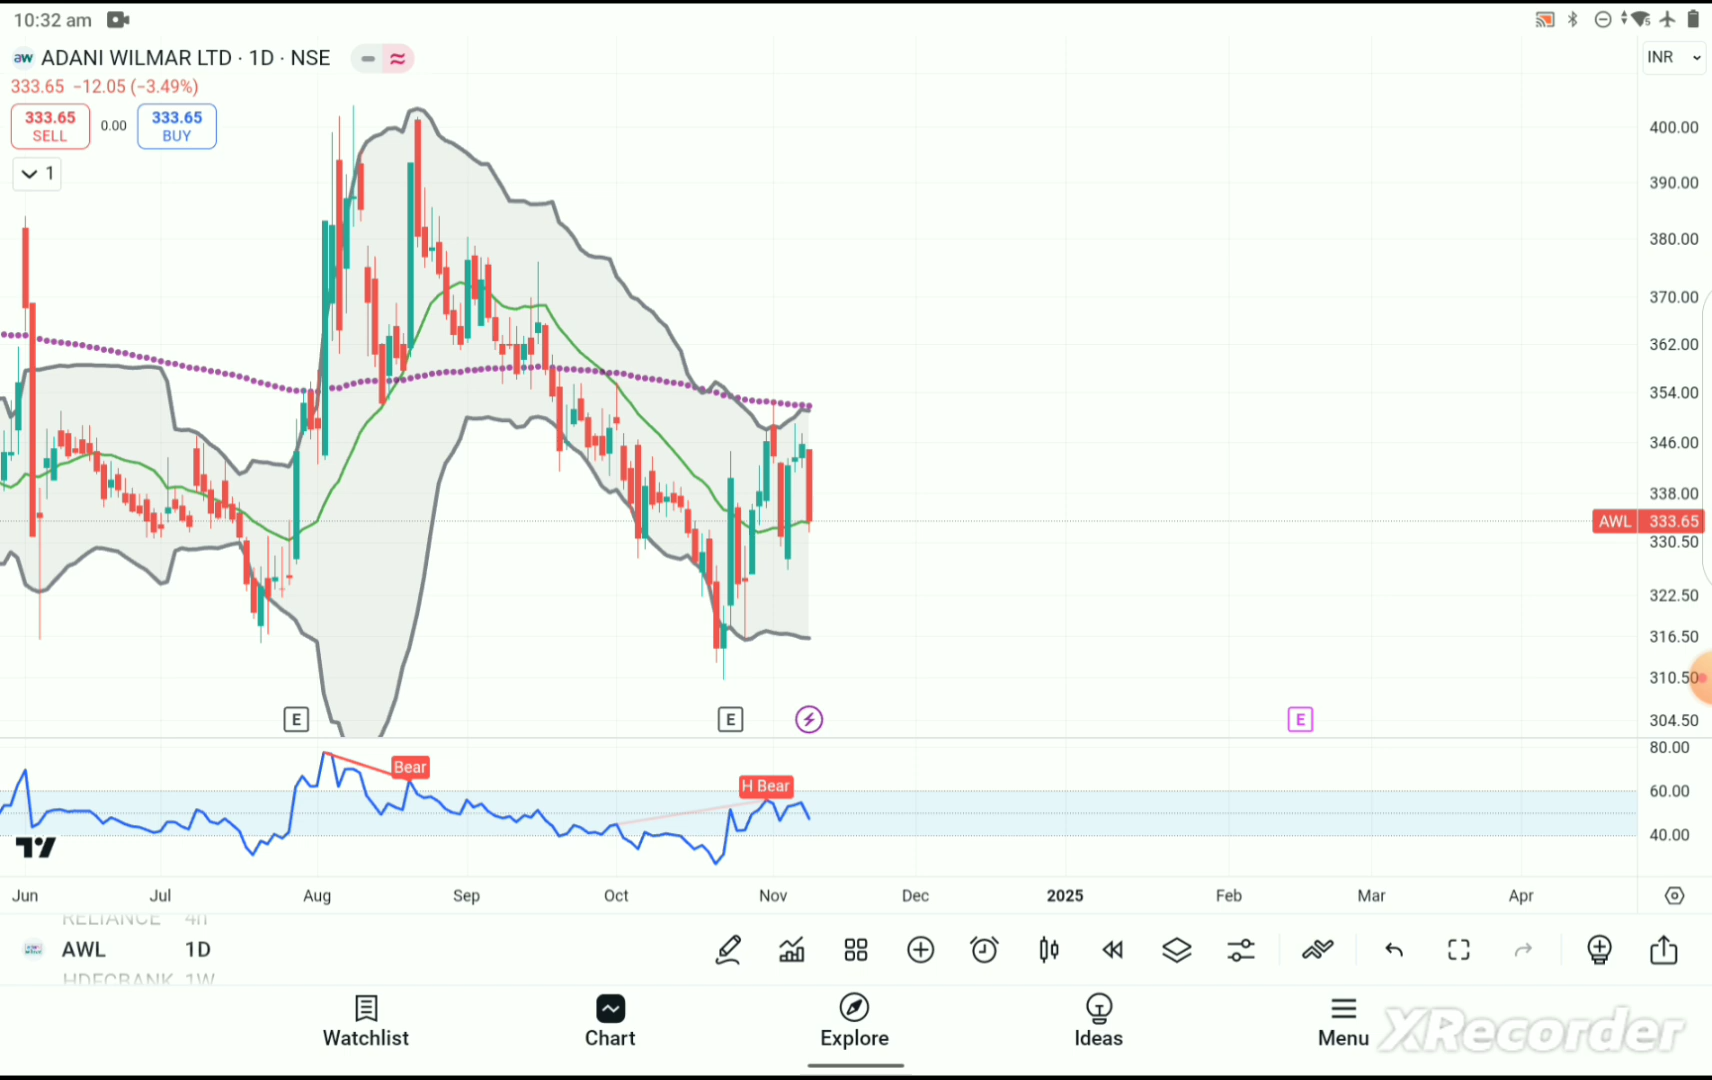 10:32 am
aw ADANI WILMAR LTD · 1D · NSE
333.65 −12.05 (−3.49%)
333.65 SELL 0.00 333.65 BUY
1
INR
400.00
390.00
380.00
370.00
362.00
354.00
346.00
338.00
AWL 333.65
330.50
322.50
316.50
310.50
304.50
E E E
80.00
60.00
40.00
Bear
H Bear
Jun Jul Aug Sep Oct Nov Dec 2025 Feb Mar Apr
RELIANCE 4h
AWL 1D
HDFCBANK 1W
Watchlist Chart Explore Ideas Menu
XRecorder